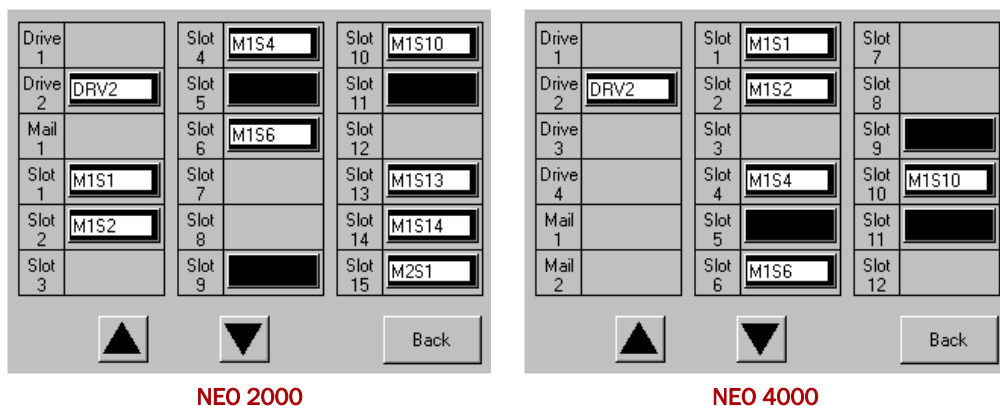 Drive 1
Drive 2 DRV2
Mail 1
Slot 1 M1S1
Slot 2 M1S2
Slot 3
Slot 4 M1S4
Slot 5
Slot 6 M1S6
Slot 7
Slot 8
Slot 9
Slot 10 M1S10
Slot 11
Slot 12
Slot 13 M1S13
Slot 14 M1S14
Slot 15 M2S1
Back
NEO 2000
Drive 1
Drive 2 DRV2
Drive 3
Drive 4
Mail 1
Mail 2
Slot 1 M1S1
Slot 2 M1S2
Slot 3
Slot 4 M1S4
Slot 5
Slot 6 M1S6
Slot 7
Slot 8
Slot 9
Slot 10 M1S10
Slot 11
Slot 12
Back
NEO 4000